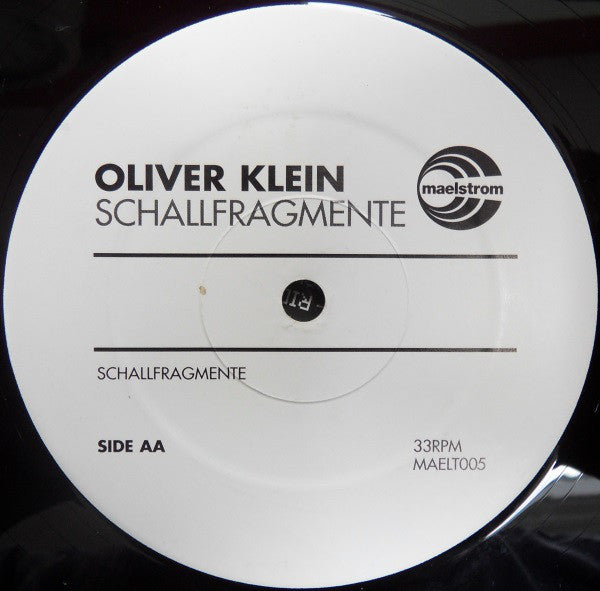 OLIVER KLEIN
SCHALLFRAGMENTE
maelstrom
SCHALLFRAGMENTE
SIDE AA
33RPM
MAELT005